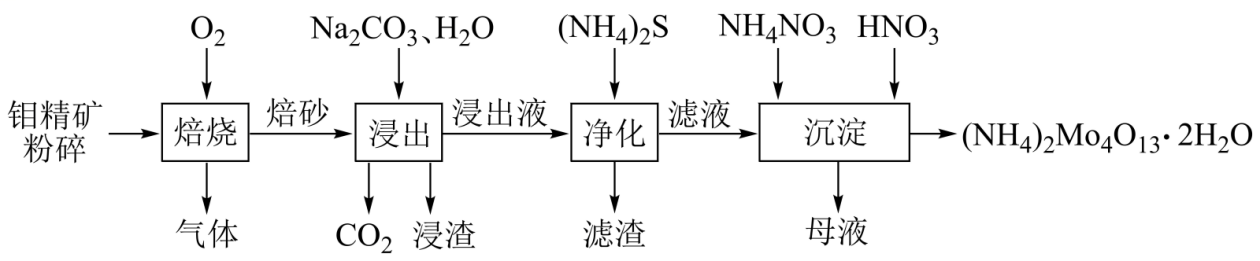 O₂
Na₂CO₃、H₂O
(NH₄)₂S
NH₄NO₃
HNO₃
钼精矿
粉碎
焙烧
焙砂
浸出
浸出液
净化
滤液
沉淀
(NH₄)₂Mo₄O₁₃·2H₂O
气体
CO₂
浸渣
滤渣
母液